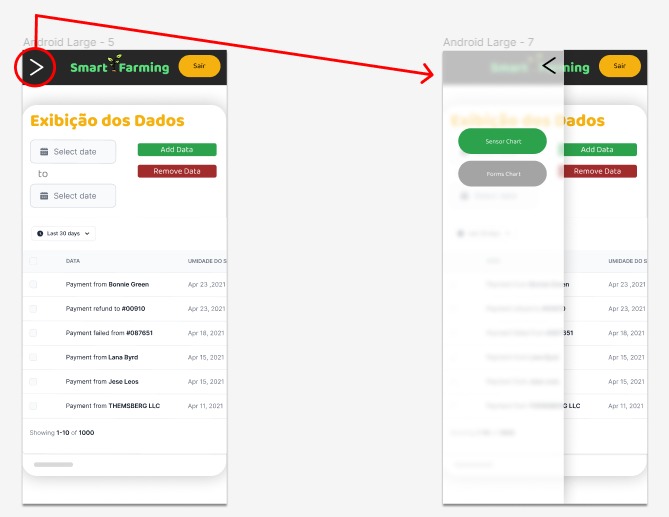 Android Large - 5
Smart Farming
Sair
Exibição dos Dados
Select date
Add Data
to
Remove Data
Select date
Last 30 days
DATA UMIDADE DO S
Payment from Bonnie Green Apr 23 ,2021
Payment refund to #00910 Apr 23, 2021
Payment failed from #087651 Apr 18, 2021
Payment from Lana Byrd Apr 15, 2021
Payment from Jese Leos Apr 15, 2021
Payment from THEMSBERG LLC Apr 11, 2021
Showing 1-10 of 1000
Android Large - 7
Smart Farming
Sair
Exibição dos Dados
Sensor Chart
Add Data
Forms Chart
Remove Data
UMIDADE DO S
Apr 23 ,2021
Apr 23, 2021
Apr 18, 2021
Apr 15, 2021
Apr 15, 2021
LLC Apr 11, 2021